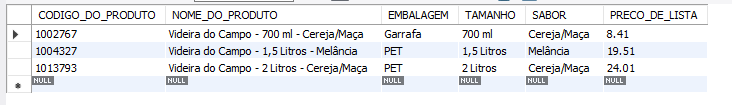 CODIGO_DO_PRODUTO NOME_DO_PRODUTO EMBALAGEM TAMANHO SABOR PRECO_DE_LISTA
1002767 Videira do Campo - 700 ml - Cereja/Maça Garrafa 700 ml Cereja/Maça 8.41
1004327 Videira do Campo - 1,5 Litros - Melância PET 1,5 Litros Melância 19.51
1013793 Videira do Campo - 2 Litros - Cereja/Maça PET 2 Litros Cereja/Maça 24.01
NULL NULL NULL NULL NULL NULL